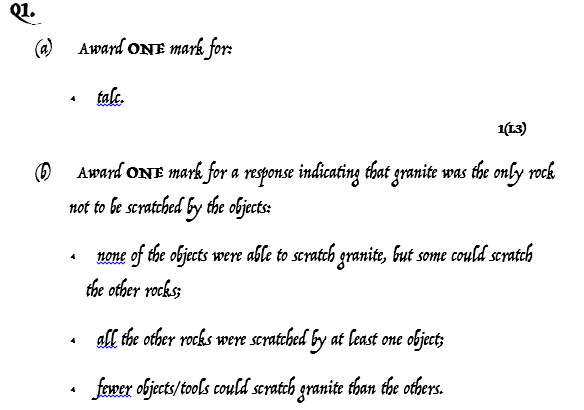 Q1.
(a) Award ONE mark for:
• talc.
1(L3)
(b) Award ONE mark for a response indicating that granite was the only rock
not to be scratched by the objects:
• none of the objects were able to scratch granite, but some could scratch
the other rocks;
• all the other rocks were scratched by at least one object;
• fewer objects/tools could scratch granite than the others.